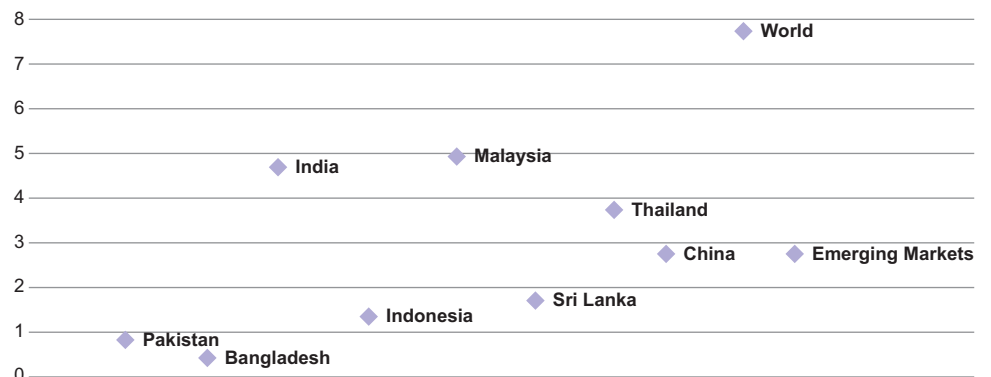 8
World
7
6
5
Malaysia
India
4
Thailand
3
China
Emerging Markets
2
Sri Lanka
Indonesia
1
Pakistan
Bangladesh
0